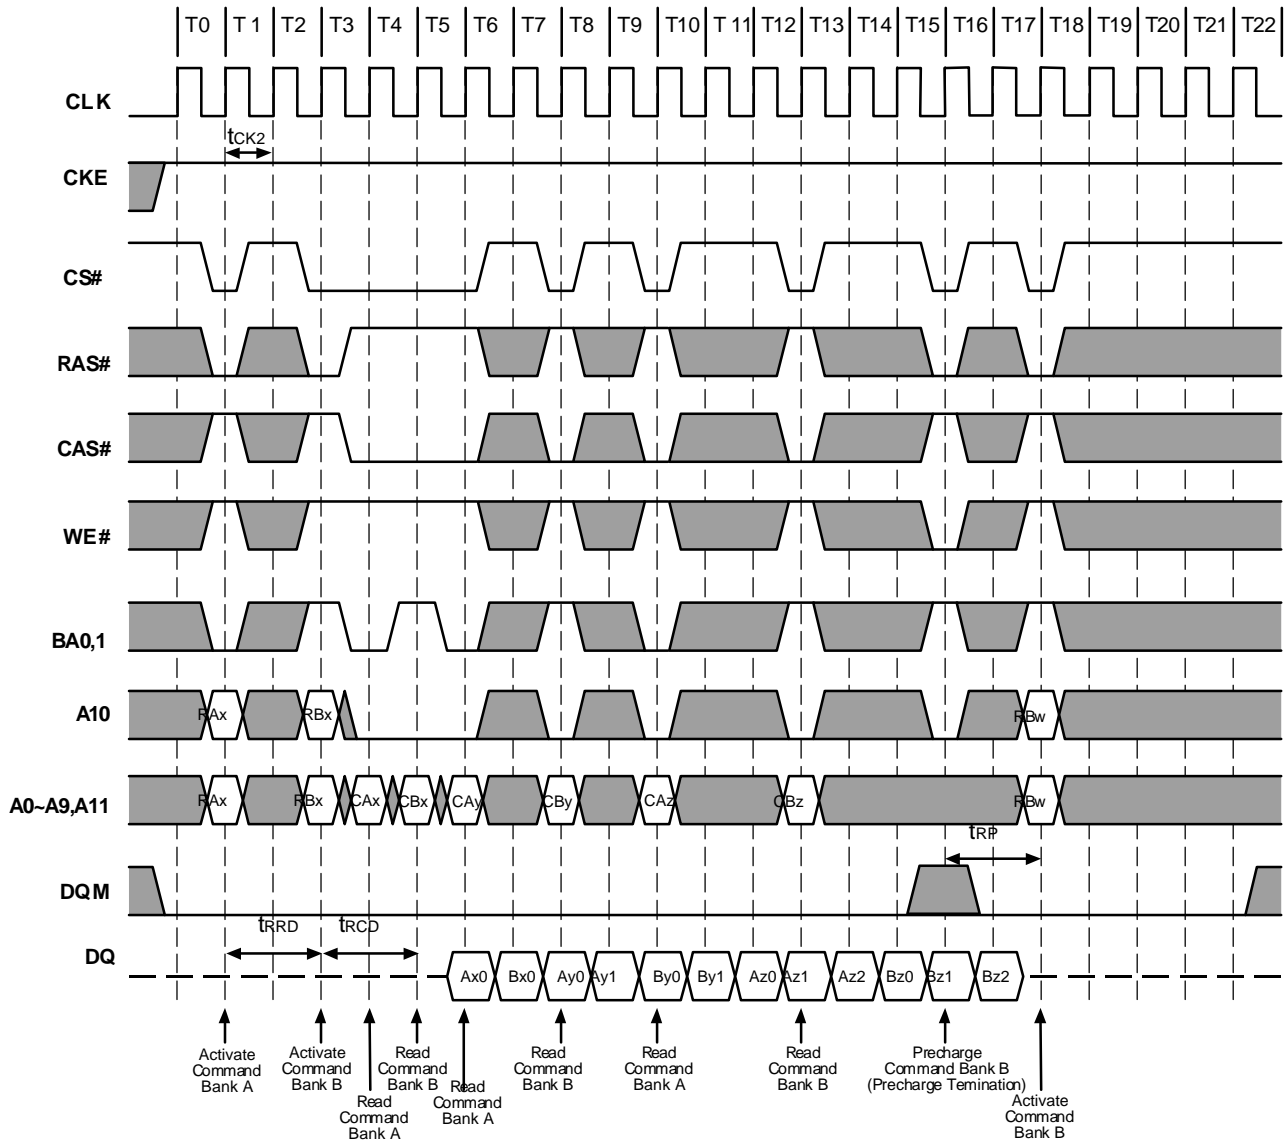 T0 T 1 T2 T3 T4 T5 T6 T7 T8 T9 T10 T 11 T12 T13 T14 T15 T16 T17 T18 T19 T20 T21 T22
CLK
tCK2
CKE
CS#
RAS#
CAS#
WE#
BA0,1
A10
RAx RBx RBw
A0~A9,A11
RAx RBx CAx CBx CAy CBy CAz CBz RBw
tRP
DQM
tRRD tRCD
DQ
Ax0 Bx0 Ay0 Ay1 By0 By1 Az0 Az1 Az2 Bz0 Bz1 Bz2
Activate
Command
Bank A
Activate
Command
Bank B
Read
Command
Bank A
Read
Command
Bank B
Read
Command
Bank A
Read
Command
Bank B
Read
Command
Bank A
Read
Command
Bank B
Precharge
Command Bank B
(Precharge Temination)
Activate
Command
Bank B